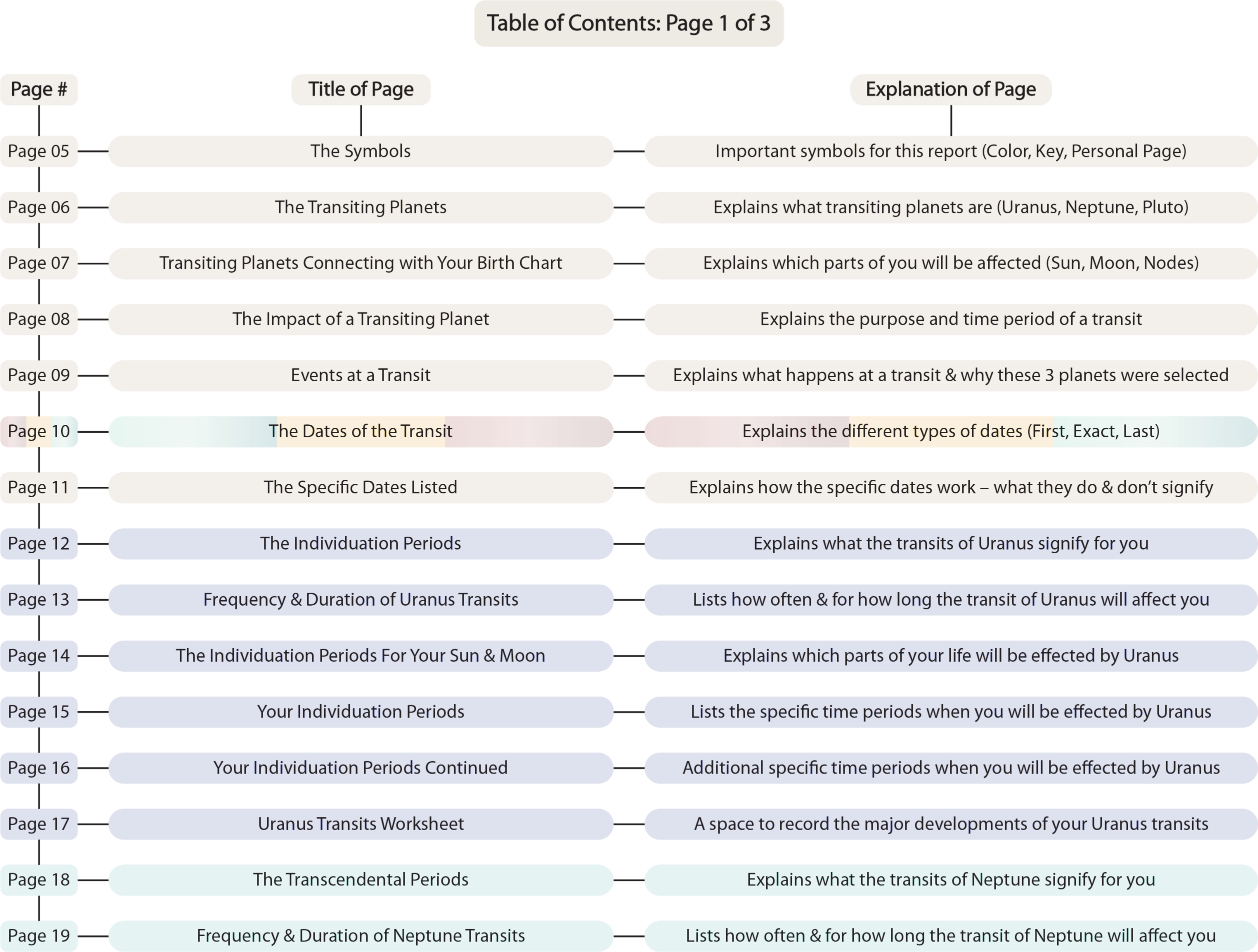 Table of Contents: Page 1 of 3
Page # Title of Page Explanation of Page
Page 05 The Symbols Important symbols for this report (Color, Key, Personal Page)
Page 06 The Transiting Planets Explains what transiting planets are (Uranus, Neptune, Pluto)
Page 07 Transiting Planets Connecting with Your Birth Chart Explains which parts of you will be affected (Sun, Moon, Nodes)
Page 08 The Impact of a Transiting Planet Explains the purpose and time period of a transit
Page 09 Events at a Transit Explains what happens at a transit & why these 3 planets were selected
Page 10 The Dates of the Transit Explains the different types of dates (First, Exact, Last)
Page 11 The Specific Dates Listed Explains how the specific dates work – what they do & don’t signify
Page 12 The Individuation Periods Explains what the transits of Uranus signify for you
Page 13 Frequency & Duration of Uranus Transits Lists how often & for how long the transit of Uranus will affect you
Page 14 The Individuation Periods For Your Sun & Moon Explains which parts of your life will be effected by Uranus
Page 15 Your Individuation Periods Lists the specific time periods when you will be effected by Uranus
Page 16 Your Individuation Periods Continued Additional specific time periods when you will be effected by Uranus
Page 17 Uranus Transits Worksheet A space to record the major developments of your Uranus transits
Page 18 The Transcendental Periods Explains what the transits of Neptune signify for you
Page 19 Frequency & Duration of Neptune Transits Lists how often & for how long the transit of Neptune will affect you